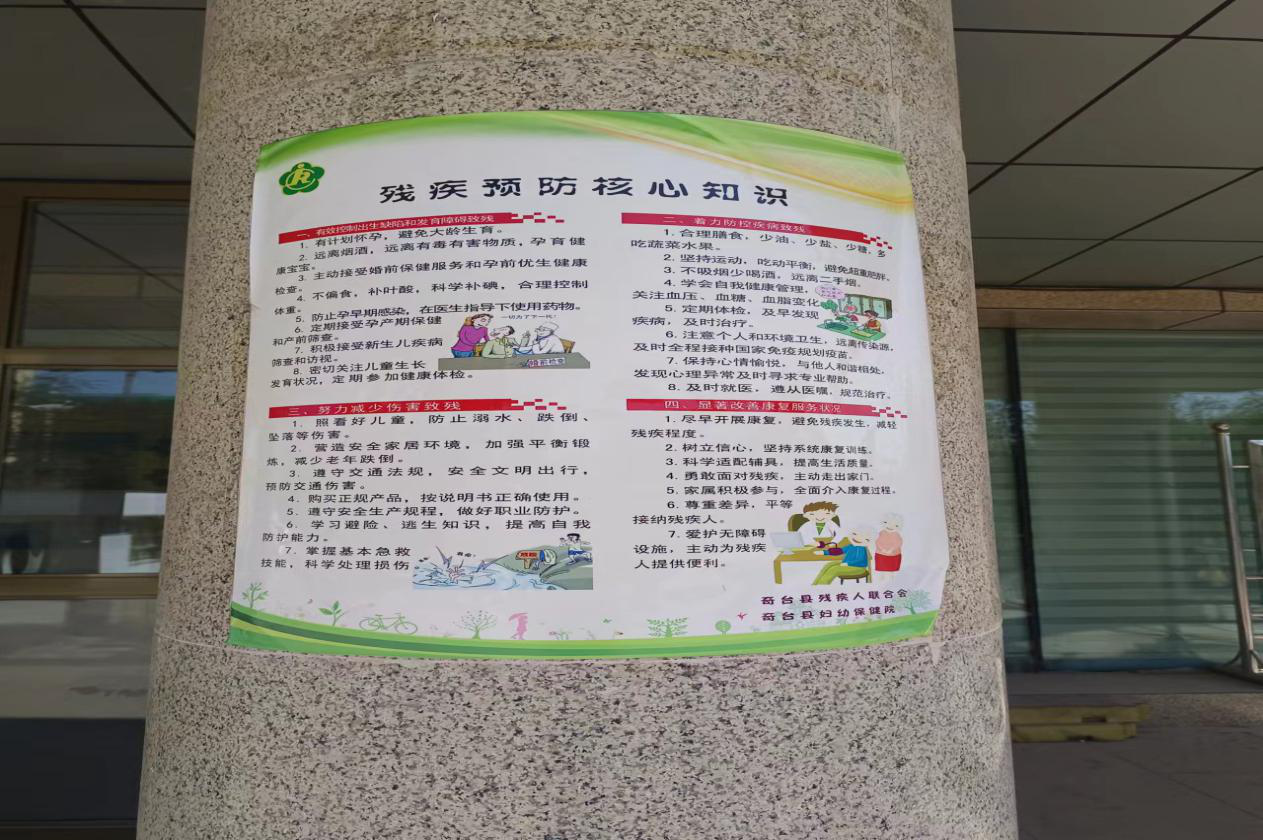 残疾预防核心知识
一、有效控制出生缺陷和发育障碍致残
1. 有计划怀孕，避免大龄生育。
2. 远离烟酒，远离有毒有害物质，孕育健
康宝宝。
3. 主动接受婚前保健服务和孕前优生健康
检查。
4. 不偏食，补叶酸，科学补碘，合理控制
体重。
5. 防止孕早期感染，在医生指导下使用药物。
6. 定期接受孕产期保健
和产前筛查。
7. 积极接受新生儿疾病
筛查和访视。
8. 密切关注儿童生长
发育状况，定期参加健康体检。
一切为了下一代！
婚前检查
二、着力防控疾病致残
1. 合理膳食，少油、少盐、少糖，多
吃蔬菜水果。
2. 坚持运动，吃动平衡，避免超重肥胖。
3. 不吸烟少喝酒，远离二手烟。
4. 学会自我健康管理，
关注血压、血糖、血脂变化
5. 定期体检，及早发现
疾病，及时治疗。
6. 注意个人和环境卫生，远离传染源，
及时全程接种国家免疫规划疫苗。
7. 保持心情愉悦，与他人和谐相处，
发现心理异常及时寻求专业帮助。
8. 及时就医，遵从医嘱，规范治疗。
三、努力减少伤害致残
1. 照看好儿童，防止溺水、跌倒、
坠落等伤害。
2. 营造安全家居环境，加强平衡锻
炼，减少老年跌倒。
3. 遵守交通法规，安全文明出行，
预防交通伤害。
4. 购买正规产品，按说明书正确使用。
5. 遵守安全生产规程，做好职业防护。
6. 学习避险、逃生知识，提高自我
防护能力。
7. 掌握基本急救
技能，科学处理损伤
救命！
四、显著改善康复服务状况
1. 尽早开展康复，避免残疾发生，减轻
残疾程度。
2. 树立信心，坚持系统康复训练。
3. 科学适配辅具，提高生活质量。
4. 勇敢面对残疾，主动走出家门。
5. 家属积极参与，全面介入康复过程。
6. 尊重差异，平等
接纳残疾人。
7. 爱护无障碍
设施，主动为残疾
人提供便利。
奇台县残疾人联合会
奇台县妇幼保健院